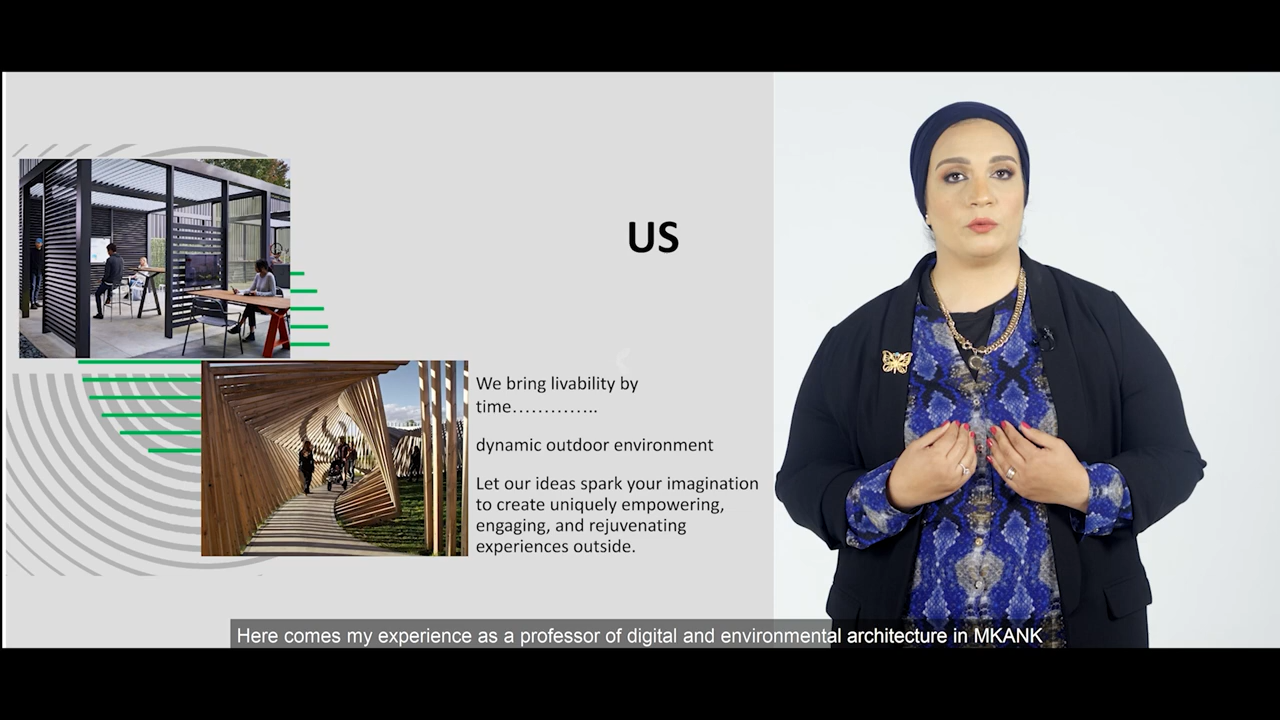 US
We bring livability by
time…………..
dynamic outdoor environment
Let our ideas spark your imagination
to create uniquely empowering,
engaging, and rejuvenating
experiences outside.
Here comes my experience as a professor of digital and environmental architecture in MKANK